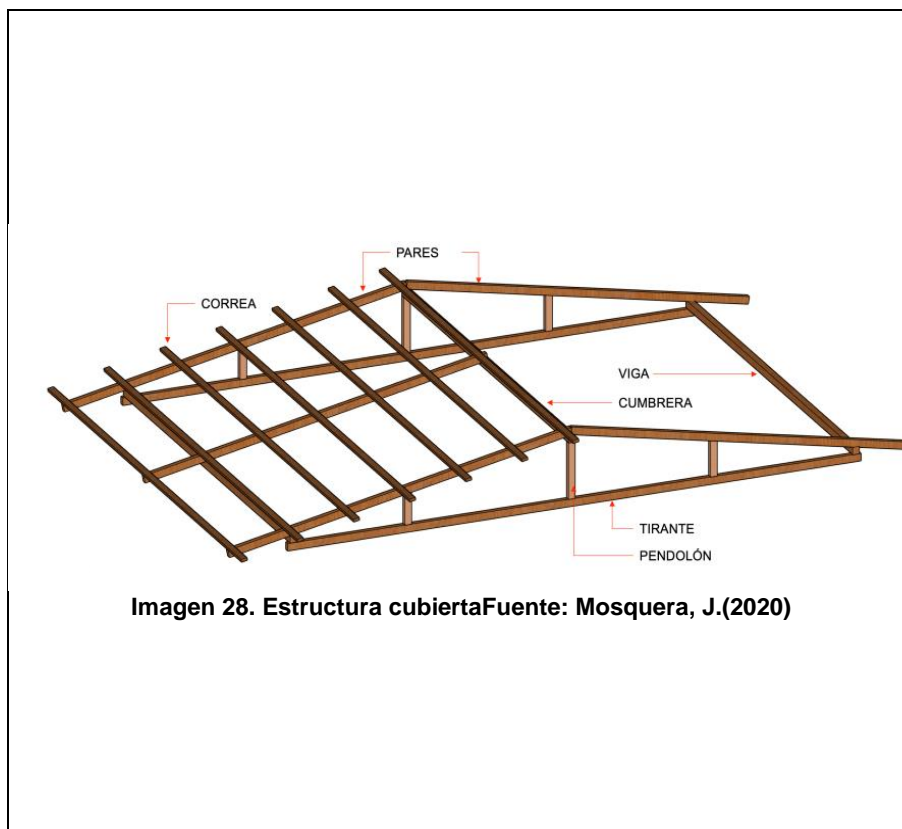 PARES
CORREA
VIGA
CUMBRERA
TIRANTE
PENDOLÓN
Imagen 28. Estructura cubiertaFuente: Mosquera, J.(2020)